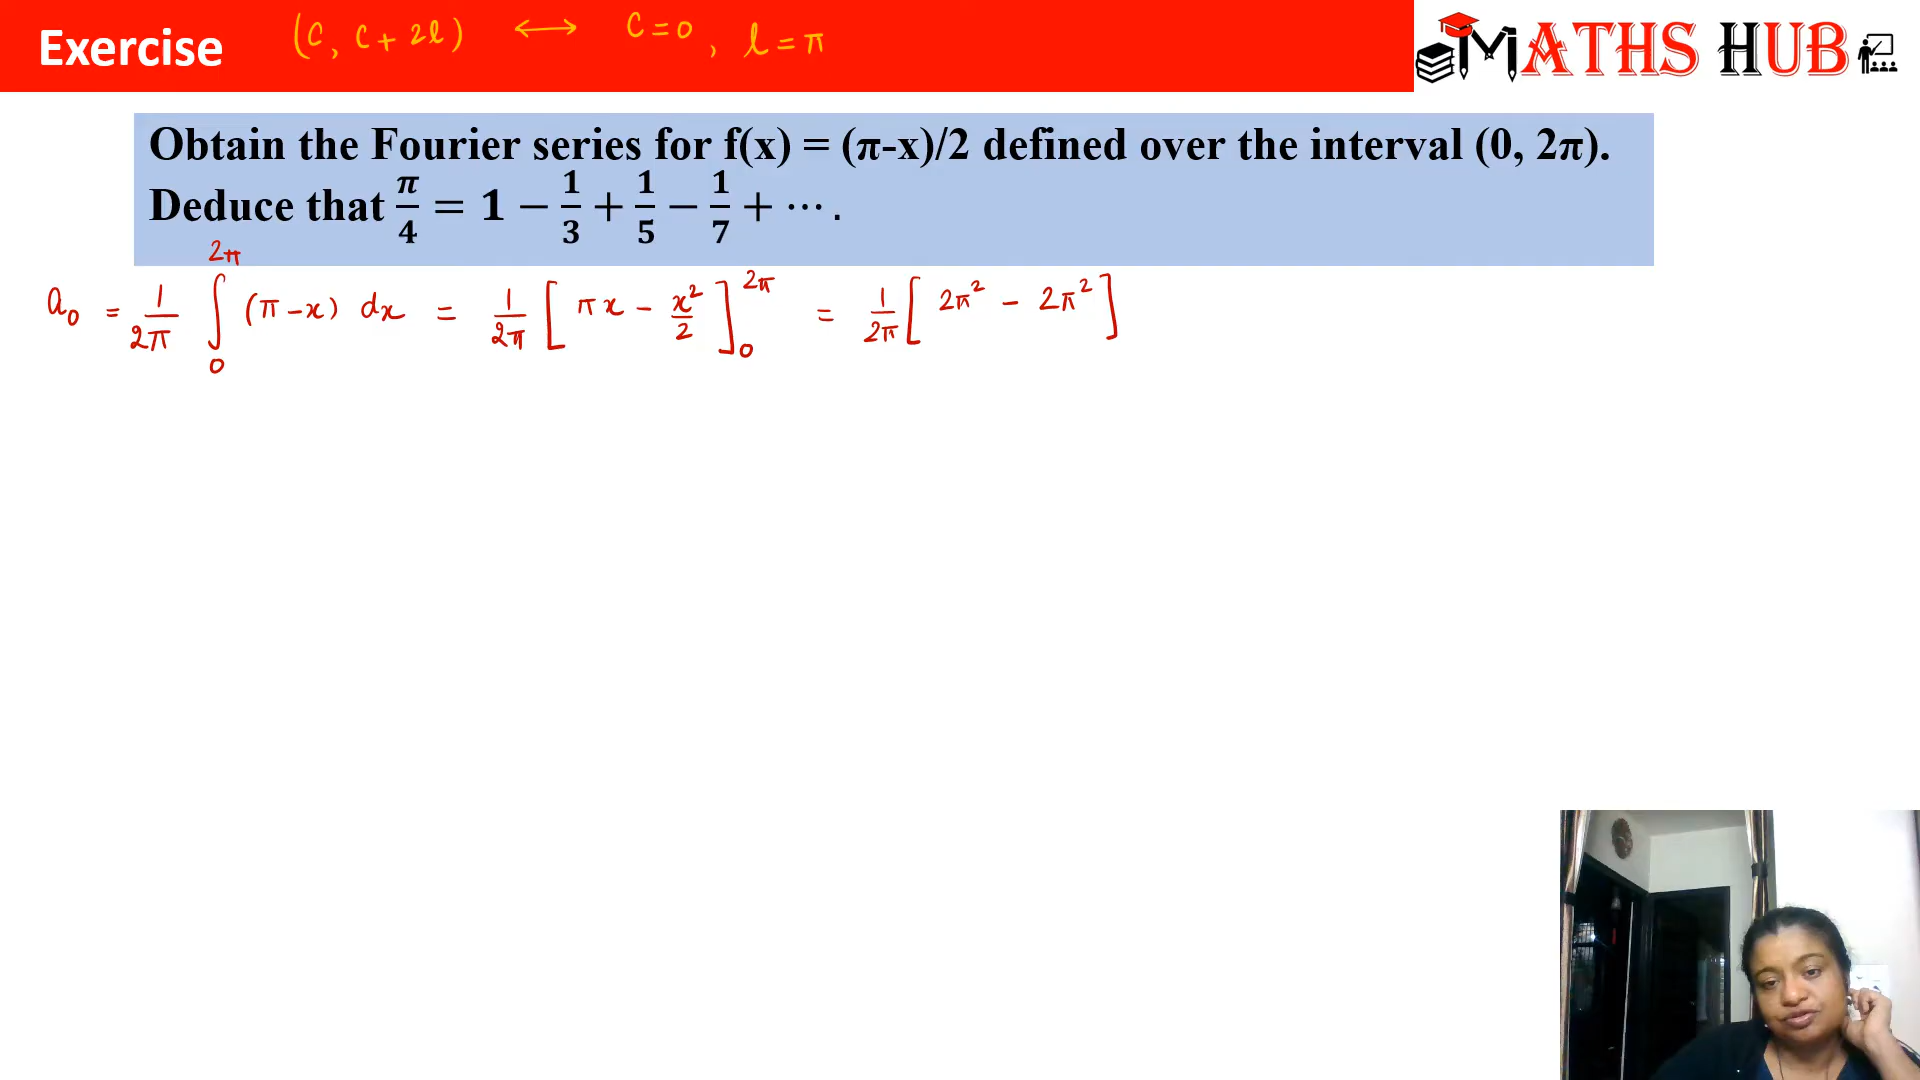 Exercise (c, c + 2l) ⟷ c = 0, l = π
MATHS HUB
Obtain the Fourier series for f(x) = (π-x)/2 defined over the interval (0, 2π).
Deduce that π/4 = 1 − 1/3 + 1/5 − 1/7 + ⋯ .
a₀ = 1/2π ∫₀^2π (π − x) dx = 1/2π [πx − x²/2]₀^2π = 1/2π [2π² − 2π²]